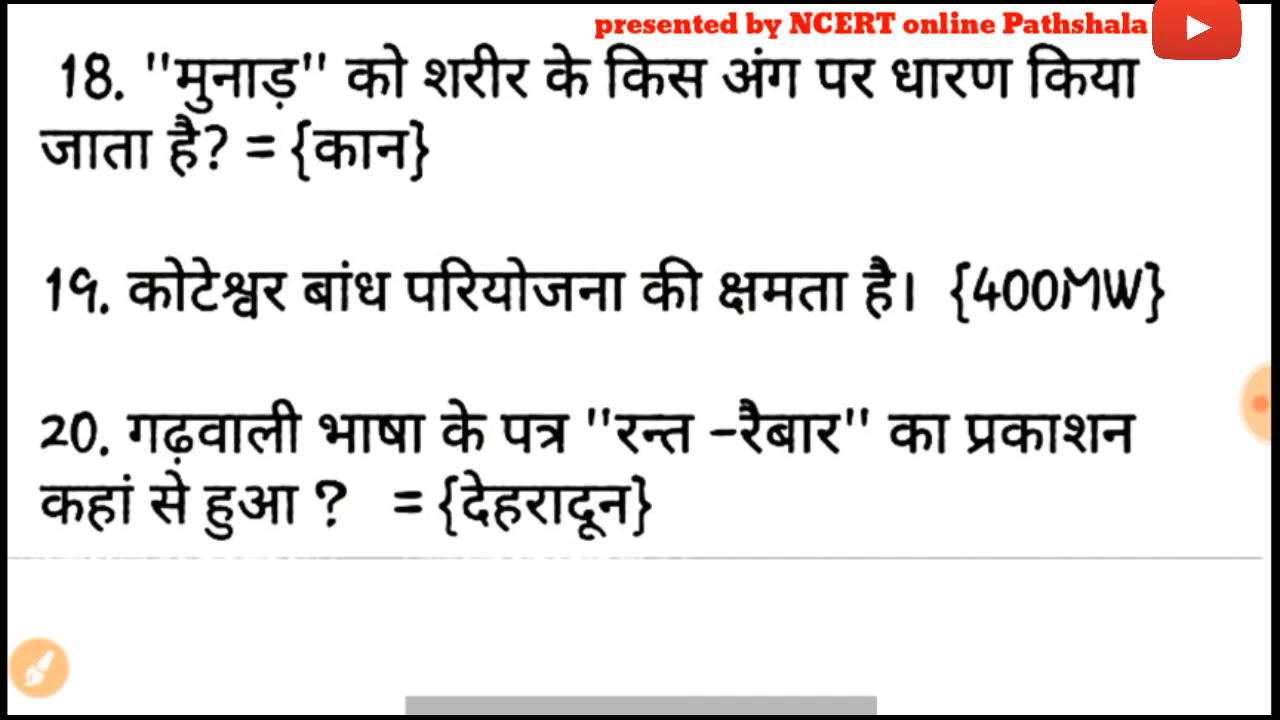 presented by NCERT online Pathshala
18. "मुनाड़" को शरीर के किस अंग पर धारण किया
जाता है? = {कान}
19. कोटेश्वर बांध परियोजना की क्षमता है। {400MW}
20. गढ़वाली भाषा के पत्र "रन्त -रैबार" का प्रकाशन
कहां से हुआ ? = {देहरादून}